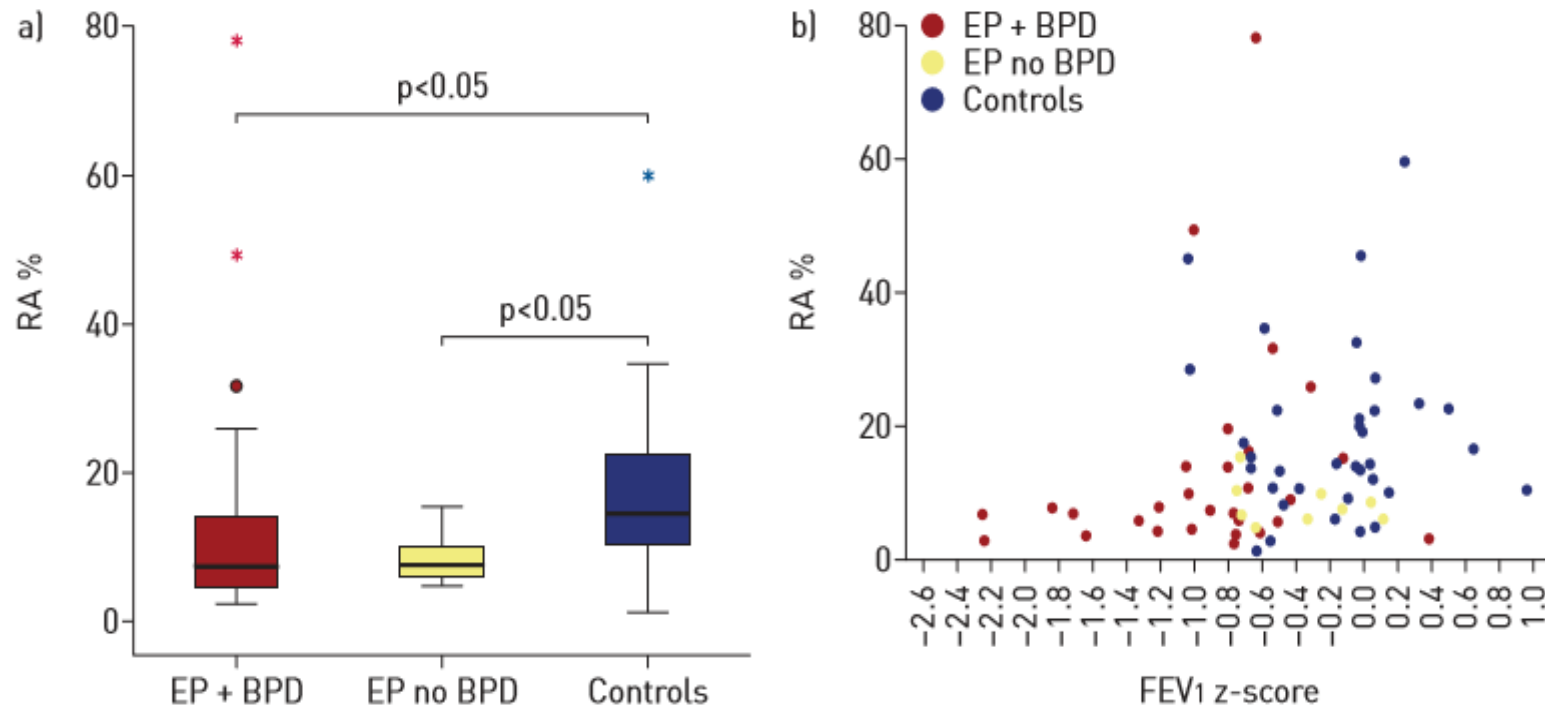 a)
80
60
40
20
0
RA %
p<0.05
p<0.05
EP + BPD
EP no BPD
Controls
b)
EP + BPD
EP no BPD
Controls
80
60
40
20
0
RA %
−2.6
−2.4
−2.2
−2.0
−1.8
−1.6
−1.4
−1.2
−1.0
−0.8
−0.6
−0.4
−0.2
0.0
0.2
0.4
0.6
0.8
1.0
FEV1 z-score